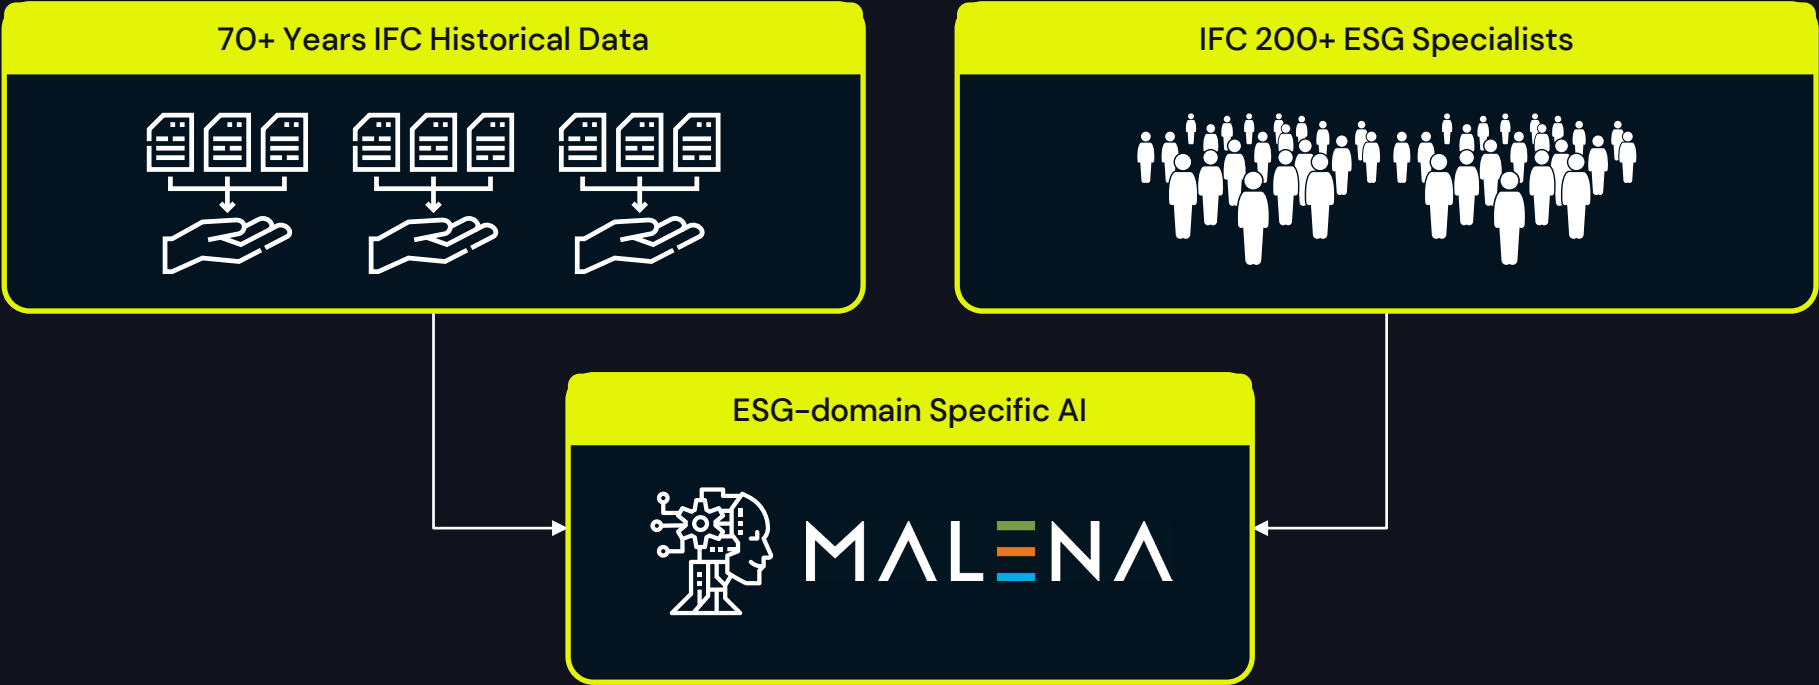 70+ Years IFC Historical Data
IFC 200+ ESG Specialists
ESG-domain Specific AI
MALENA